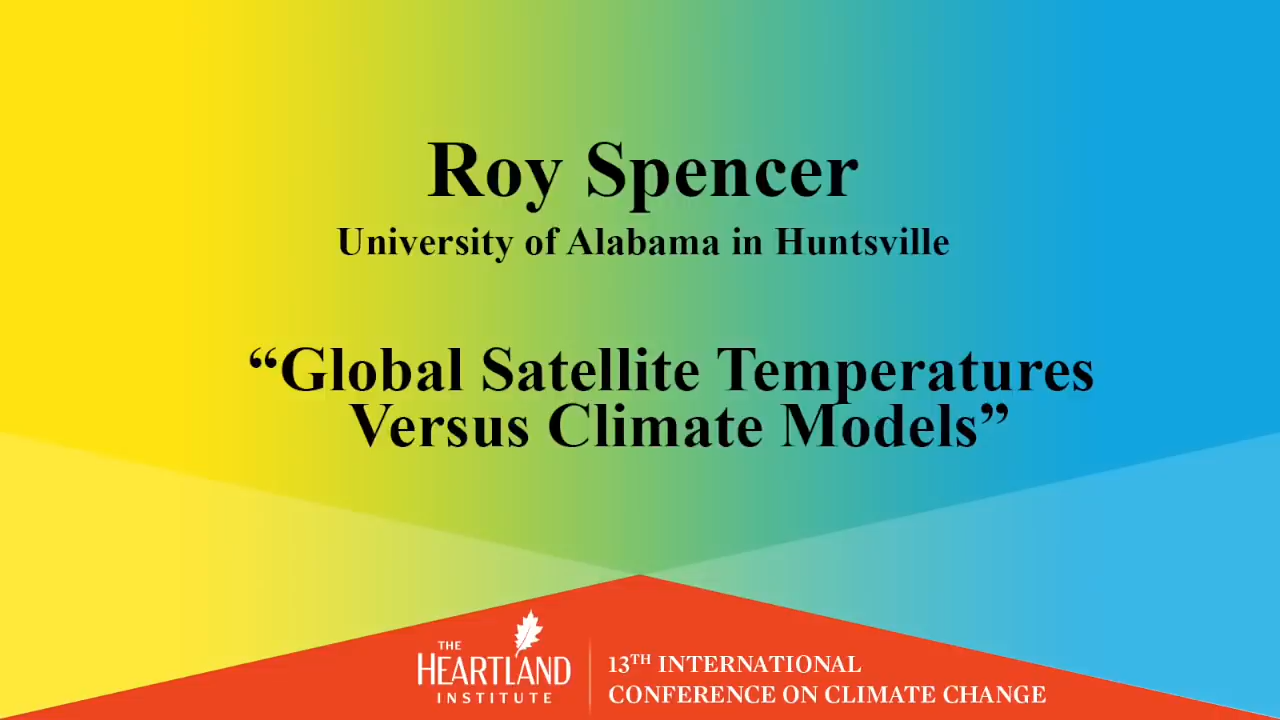 Roy Spencer
University of Alabama in Huntsville
“Global Satellite Temperatures
Versus Climate Models”
THE
HEARTLAND
INSTITUTE
13TH INTERNATIONAL
CONFERENCE ON CLIMATE CHANGE